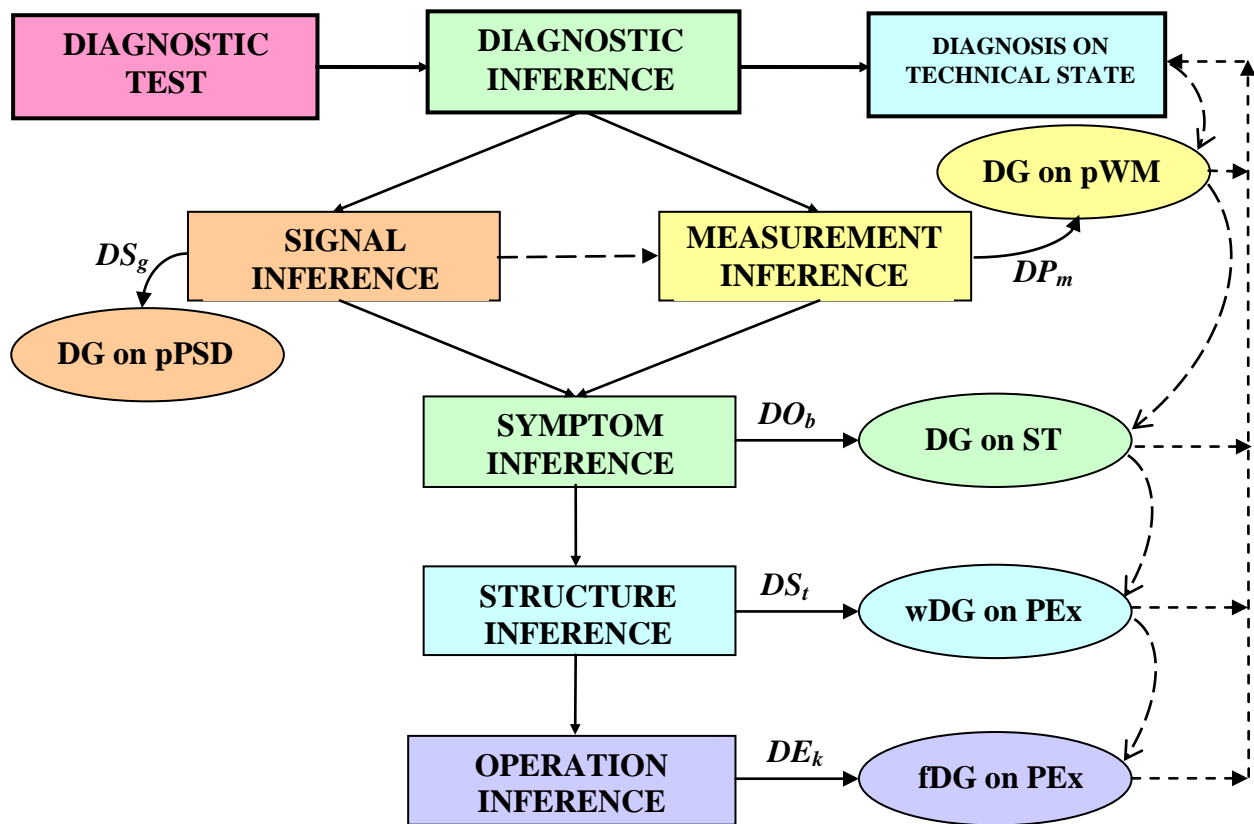 DIAGNOSTIC
TEST
DIAGNOSTIC
INFERENCE
DIAGNOSIS ON
TECHNICAL STATE
DG on pWM
SIGNAL
INFERENCE
MEASUREMENT
INFERENCE
DSg
DPm
DG on pPSD
SYMPTOM
INFERENCE
DOb
DG on ST
STRUCTURE
INFERENCE
DSt
wDG on PEx
OPERATION
INFERENCE
DEk
fDG on PEx